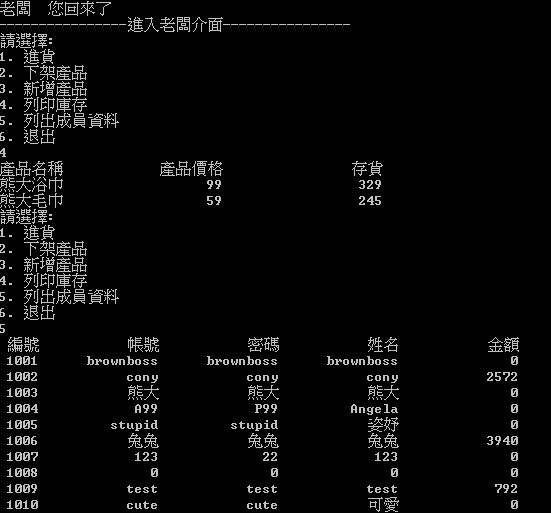 老闆 您回來了
----------------進入老闆介面----------------
請選擇:
1. 進貨
2. 下架產品
3. 新增產品
4. 列印庫存
5. 列出成員資料
6. 退出
4
產品名稱 產品價格 存貨
熊大浴巾 99 329
熊大毛巾 59 245
請選擇:
1. 進貨
2. 下架產品
3. 新增產品
4. 列印庫存
5. 列出成員資料
6. 退出
5
編號 帳號 密碼 姓名 金額
1001 brownboss brownboss brownboss 0
1002 cony cony cony 2572
1003 熊大 熊大 熊大 0
1004 A99 P99 Angela 0
1005 stupid stupid 姿妤 0
1006 兔兔 兔兔 兔兔 3940
1007 123 22 123 0
1008 0 0 0 0
1009 test test test 792
1010 cute cute 可愛 0